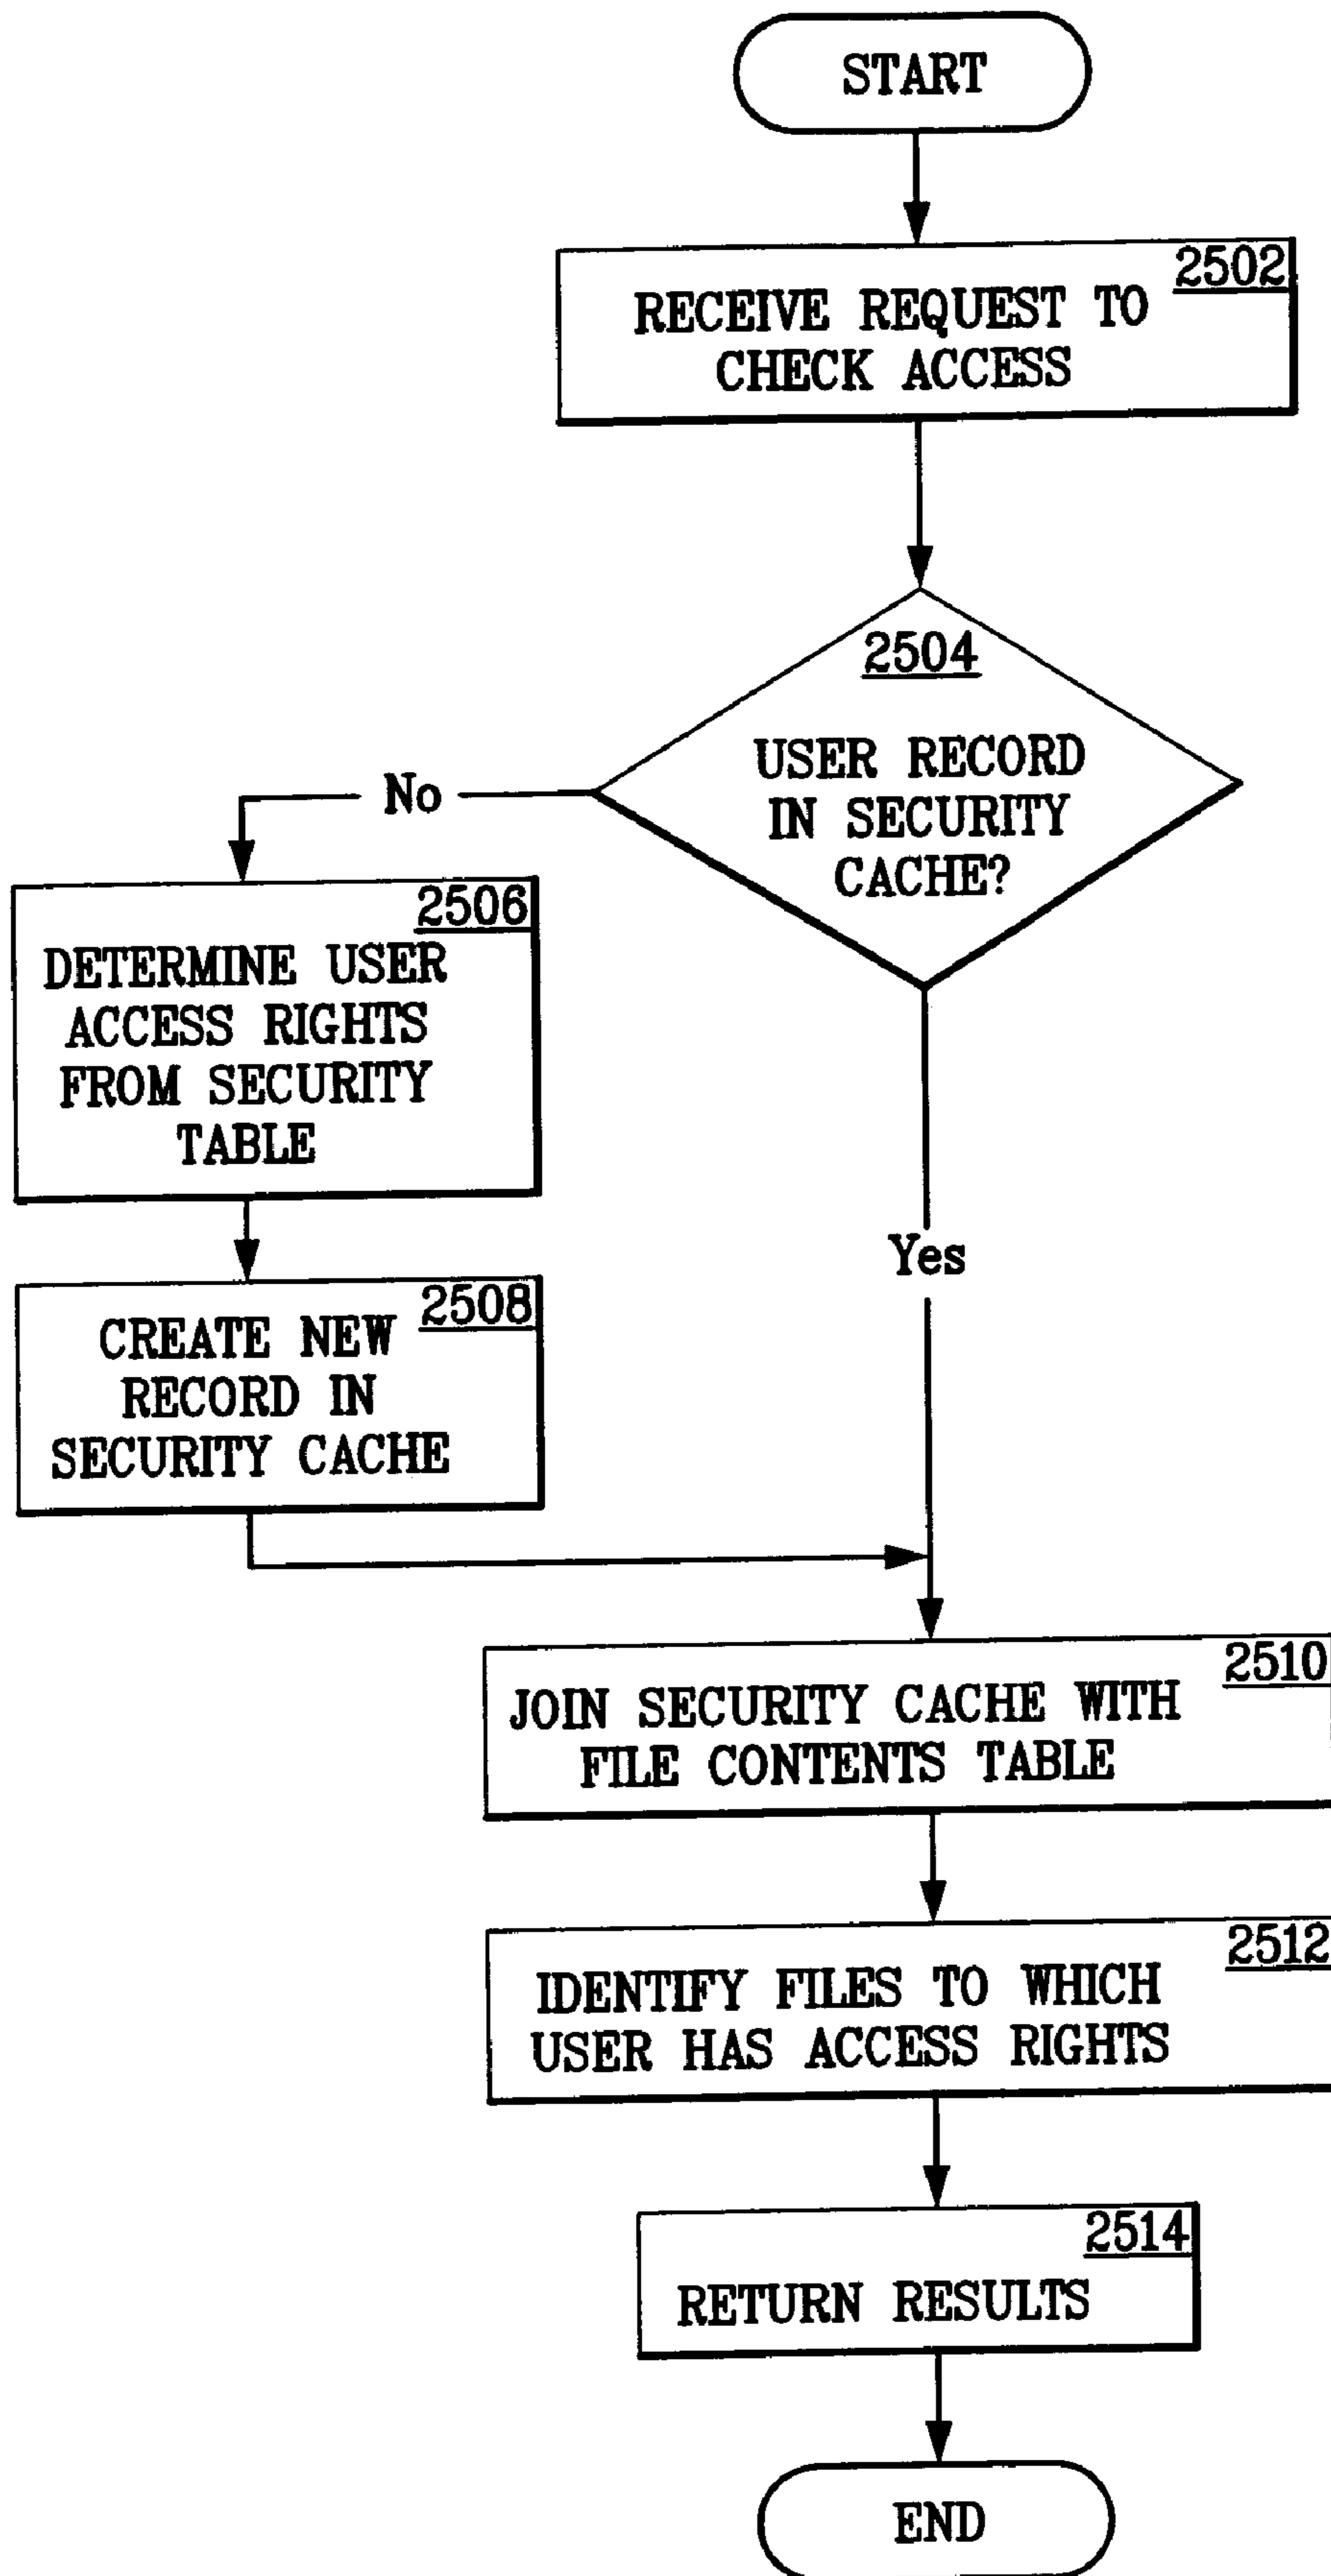 START
2502
RECEIVE REQUEST TO
CHECK ACCESS
2504
USER RECORD
IN SECURITY
CACHE?
No
2506
DETERMINE USER
ACCESS RIGHTS
FROM SECURITY
TABLE
Yes
2508
CREATE NEW
RECORD IN
SECURITY CACHE
2510
JOIN SECURITY CACHE WITH
FILE CONTENTS TABLE
2512
IDENTIFY FILES TO WHICH
USER HAS ACCESS RIGHTS
2514
RETURN RESULTS
END